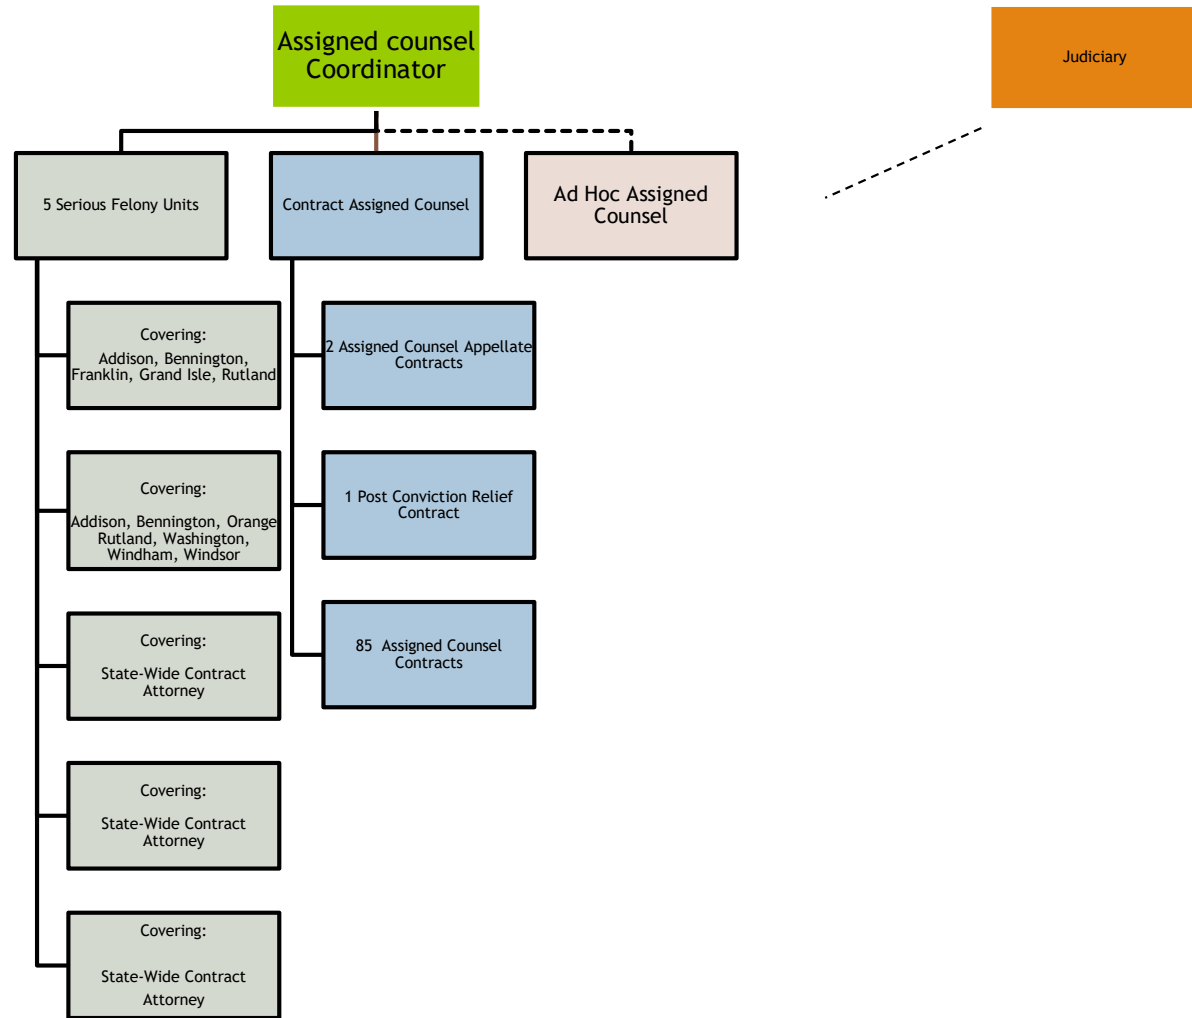 Assigned counsel
Coordinator
Judiciary
5 Serious Felony Units
Contract Assigned Counsel
Ad Hoc Assigned
Counsel
Covering:
Addison, Bennington,
Franklin, Grand Isle, Rutland
Covering:
Addison, Bennington, Orange
Rutland, Washington,
Windham, Windsor
Covering:
State-Wide Contract
Attorney
Covering:
State-Wide Contract
Attorney
Covering:
State-Wide Contract
Attorney
2 Assigned Counsel Appellate
Contracts
1 Post Conviction Relief
Contract
85 Assigned Counsel
Contracts